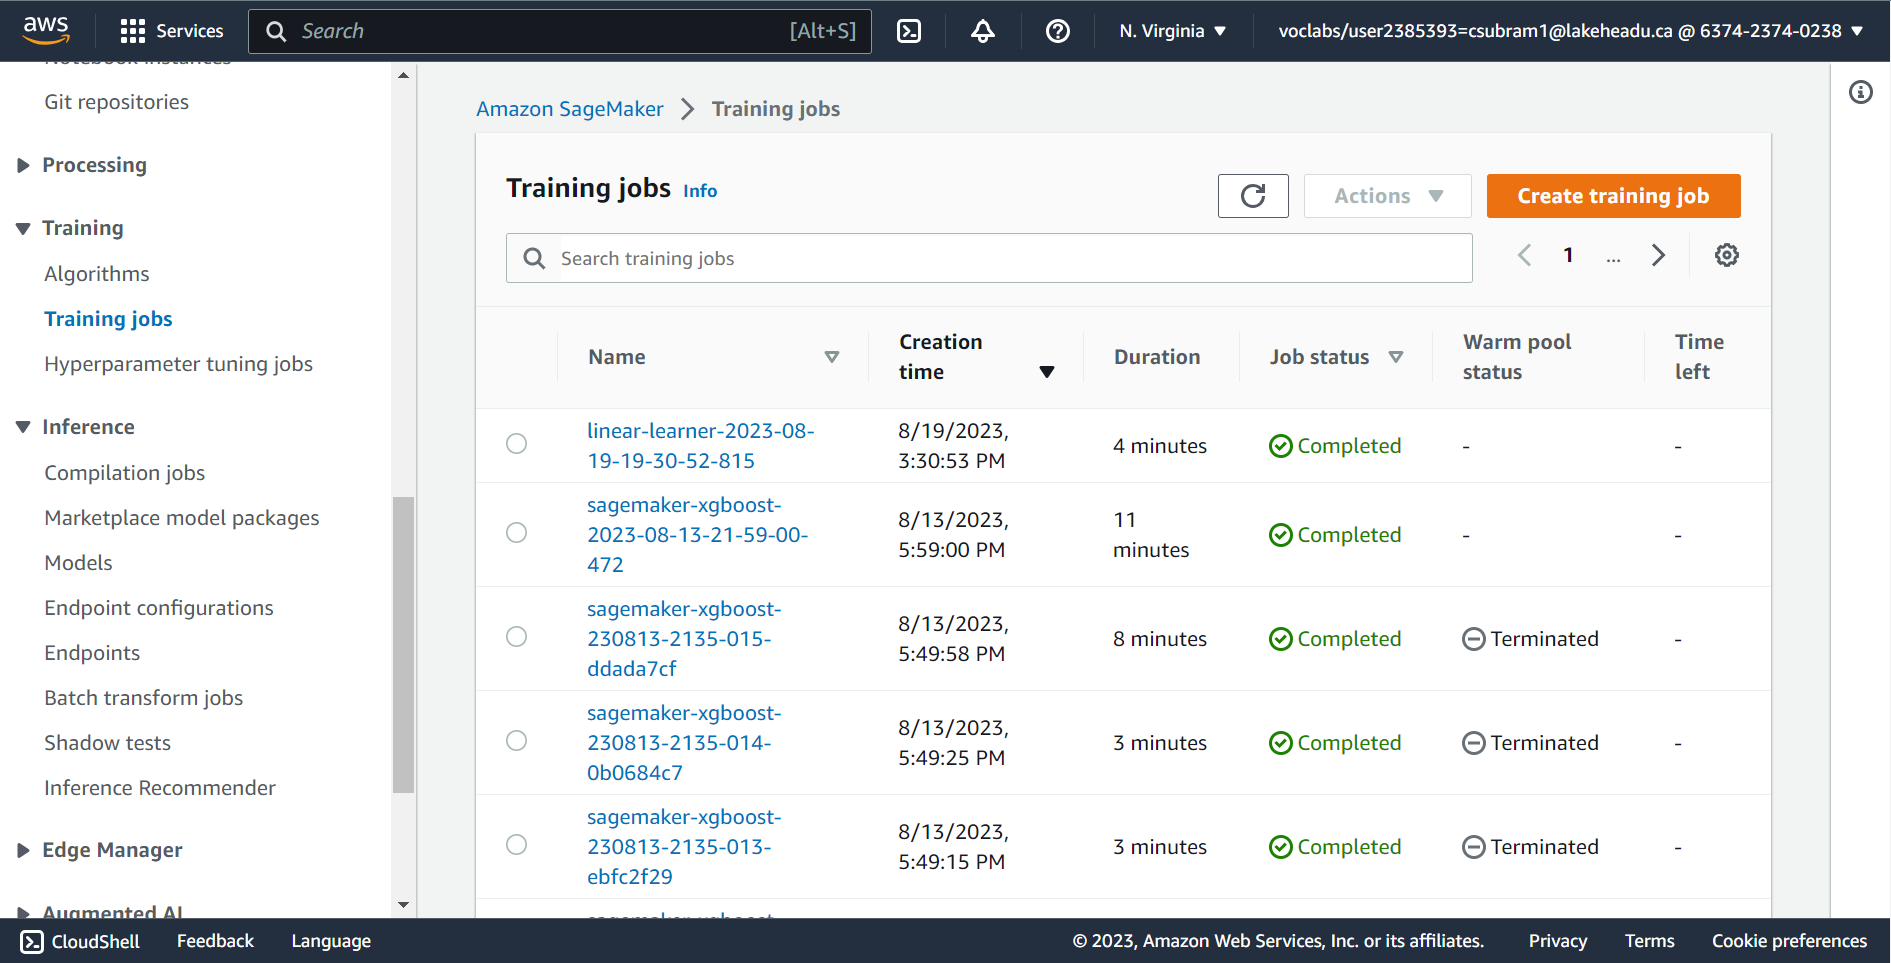 aws
Services
Search
[Alt+S]
N. Virginia
voclabs/user2385393=csubram1@lakeheadu.ca @ 6374-2374-0238
Notebook instances
Git repositories
Processing
Training
Algorithms
Training jobs
Hyperparameter tuning jobs
Inference
Compilation jobs
Marketplace model packages
Models
Endpoint configurations
Endpoints
Batch transform jobs
Shadow tests
Inference Recommender
Edge Manager
Augmented AI
Amazon SageMaker
Training jobs
Training jobs Info
Actions
Create training job
Search training jobs
1
...
Name
Creation
time
Duration
Job status
Warm pool
status
Time
left
linear-learner-2023-08-
19-19-30-52-815
8/19/2023,
3:30:53 PM
4 minutes
Completed
-
-
sagemaker-xgboost-
2023-08-13-21-59-00-
472
8/13/2023,
5:59:00 PM
11
minutes
Completed
-
-
sagemaker-xgboost-
230813-2135-015-
ddada7cf
8/13/2023,
5:49:58 PM
8 minutes
Completed
Terminated
-
sagemaker-xgboost-
230813-2135-014-
0b0684c7
8/13/2023,
5:49:25 PM
3 minutes
Completed
Terminated
-
sagemaker-xgboost-
230813-2135-013-
ebfc2f29
8/13/2023,
5:49:15 PM
3 minutes
Completed
Terminated
-
sagemaker-xgboost-
CloudShell
Feedback
Language
© 2023, Amazon Web Services, Inc. or its affiliates.
Privacy
Terms
Cookie preferences